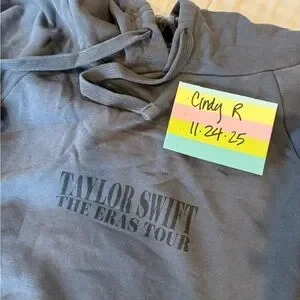 Cindy R
11.24.25
TAYLOR SWIFT
THE ERAS TOUR